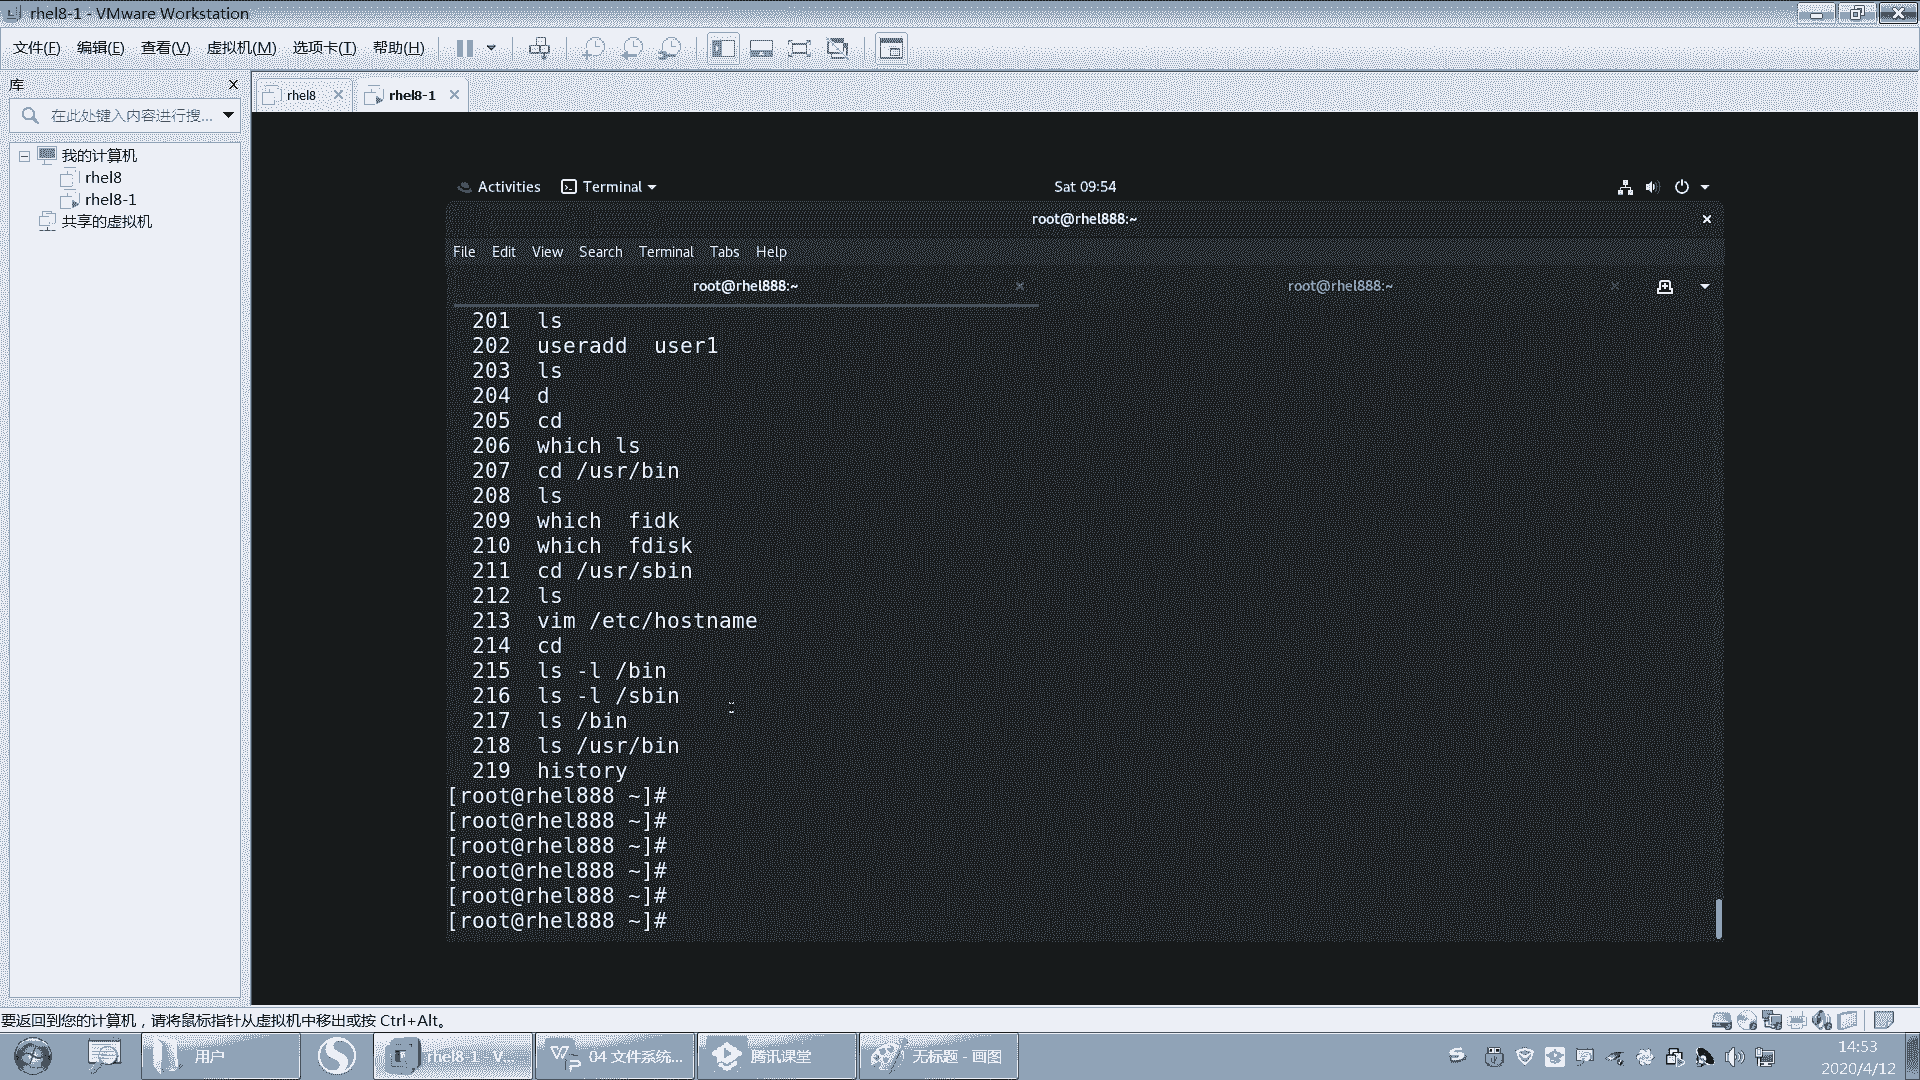 rhel8-1 - VMware Workstation
文件(F) 编辑(E) 查看(V) 虚拟机(M) 选项卡(T) 帮助(H)
库
在此处键入内容进行搜...
我的计算机
rhel8
rhel8-1
共享的虚拟机
rhel8 rhel8-1
Activities Terminal Sat 09:54
root@rhel888:~
File Edit View Search Terminal Tabs Help
root@rhel888:~ root@rhel888:~
201 ls
202 useradd  user1
203 ls
204 d
205 cd
206 which ls
207 cd /usr/bin
208 ls
209 which  fidk
210 which  fdisk
211 cd /usr/sbin
212 ls
213 vim /etc/hostname
214 cd
215 ls -l /bin
216 ls -l /sbin
217 ls /bin
218 ls /usr/bin
219 history
[root@rhel888 ~]#
[root@rhel888 ~]#
[root@rhel888 ~]#
[root@rhel888 ~]#
[root@rhel888 ~]#
[root@rhel888 ~]#
要返回到您的计算机，请将鼠标指针从虚拟机中移出或按 Ctrl+Alt。
用户 rhel8-1 - V... 04 文件系统... 腾讯课堂 无标题 - 画图
14:53
2020/4/12